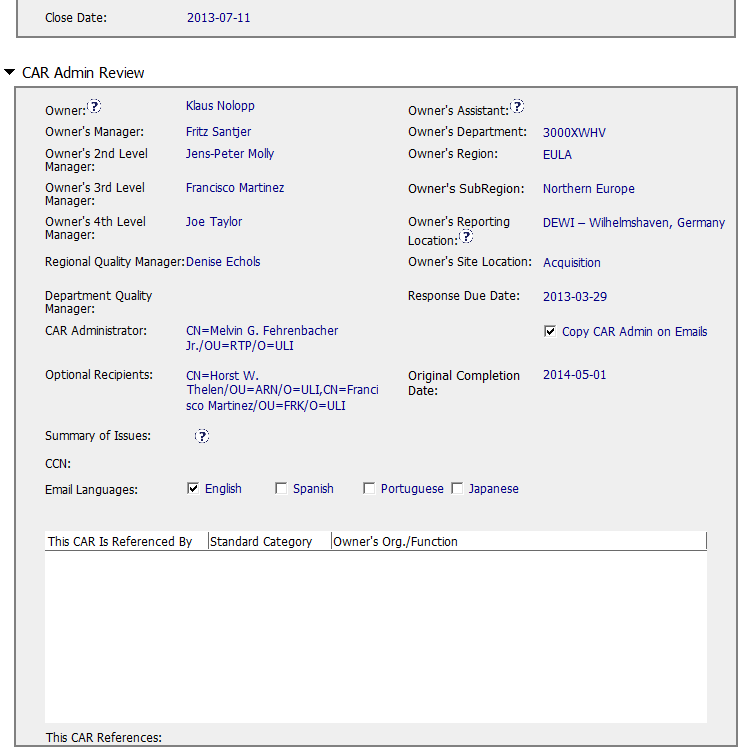 Close Date: 2013-07-11
CAR Admin Review
Owner: ? Klaus Nolopp Owner's Assistant: ?
Owner's Manager: Fritz Santjer Owner's Department: 3000XWHV
Owner's 2nd Level Manager: Jens-Peter Molly Owner's Region: EULA
Owner's 3rd Level Manager: Francisco Martinez Owner's SubRegion: Northern Europe
Owner's 4th Level Manager: Joe Taylor Owner's Reporting Location: ? DEWI – Wilhelmshaven, Germany
Regional Quality Manager: Denise Echols Owner's Site Location: Acquisition
Department Quality Manager: Response Due Date: 2013-03-29
CAR Administrator: CN=Melvin G. Fehrenbacher Jr./OU=RTP/O=ULI Copy CAR Admin on Emails
Optional Recipients: CN=Horst W. Thelen/OU=ARN/O=ULI,CN=Franci sco Martinez/OU=FRK/O=ULI Original Completion Date: 2014-05-01
Summary of Issues: ?
CCN:
Email Languages: English Spanish Portuguese Japanese
This CAR Is Referenced By Standard Category Owner's Org./Function
This CAR References: